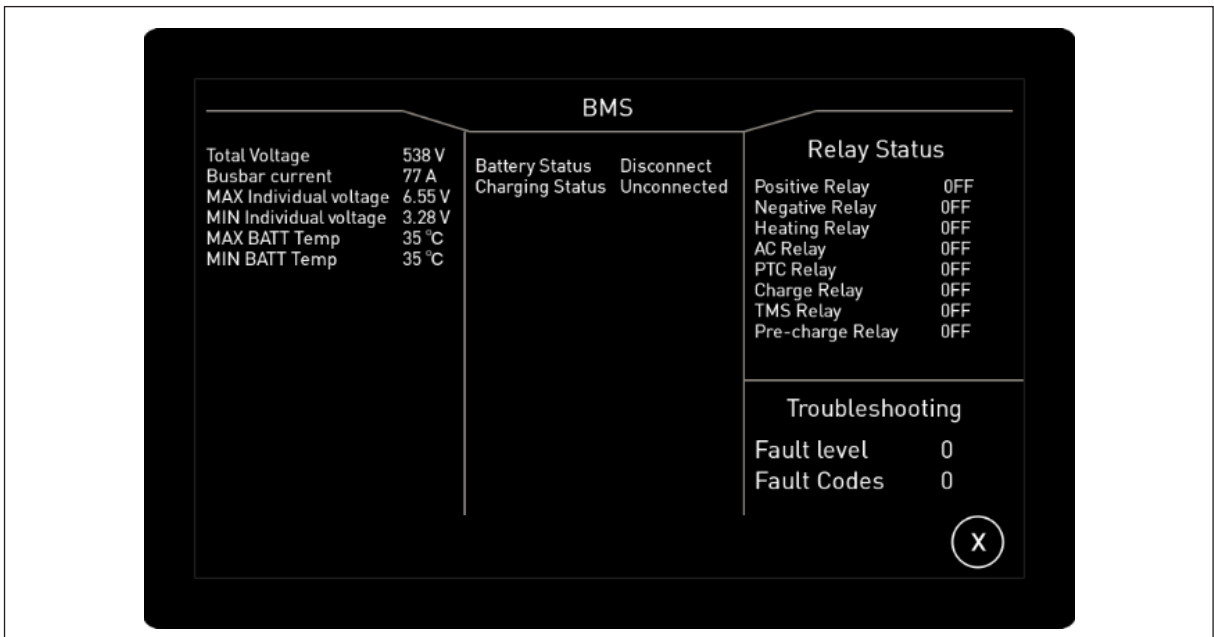 BMS
Total Voltage 538 V
Busbar current 77 A
MAX Individual voltage 6.55 V
MIN Individual voltage 3.28 V
MAX BATT Temp 35 °C
MIN BATT Temp 35 °C
Battery Status Disconnect
Charging Status Unconnected
Relay Status
Positive Relay 0FF
Negative Relay 0FF
Heating Relay 0FF
AC Relay 0FF
PTC Relay 0FF
Charge Relay 0FF
TMS Relay 0FF
Pre-charge Relay 0FF
Troubleshooting
Fault level 0
Fault Codes 0
X